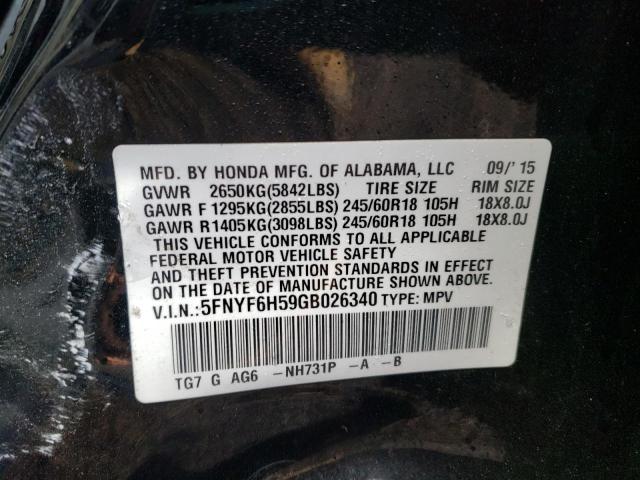 MFD. BY HONDA MFG. OF ALABAMA, LLC 09/'15
GVWR 2650KG(5842LBS) TIRE SIZE RIM SIZE
GAWR F 1295KG(2855LBS) 245/60R18 105H 18X8.0J
GAWR R1405KG(3098LBS) 245/60R18 105H 18X8.0J
THIS VEHICLE CONFORMS TO ALL APPLICABLE
FEDERAL MOTOR VEHICLE SAFETY
AND THEFT PREVENTION STANDARDS IN EFFECT
ON THE DATE OF MANUFACTURE SHOWN ABOVE.
V.I.N.: 5FNYF6H59GB026340 TYPE: MPV
TG7 G AG6 -NH731P -A -B